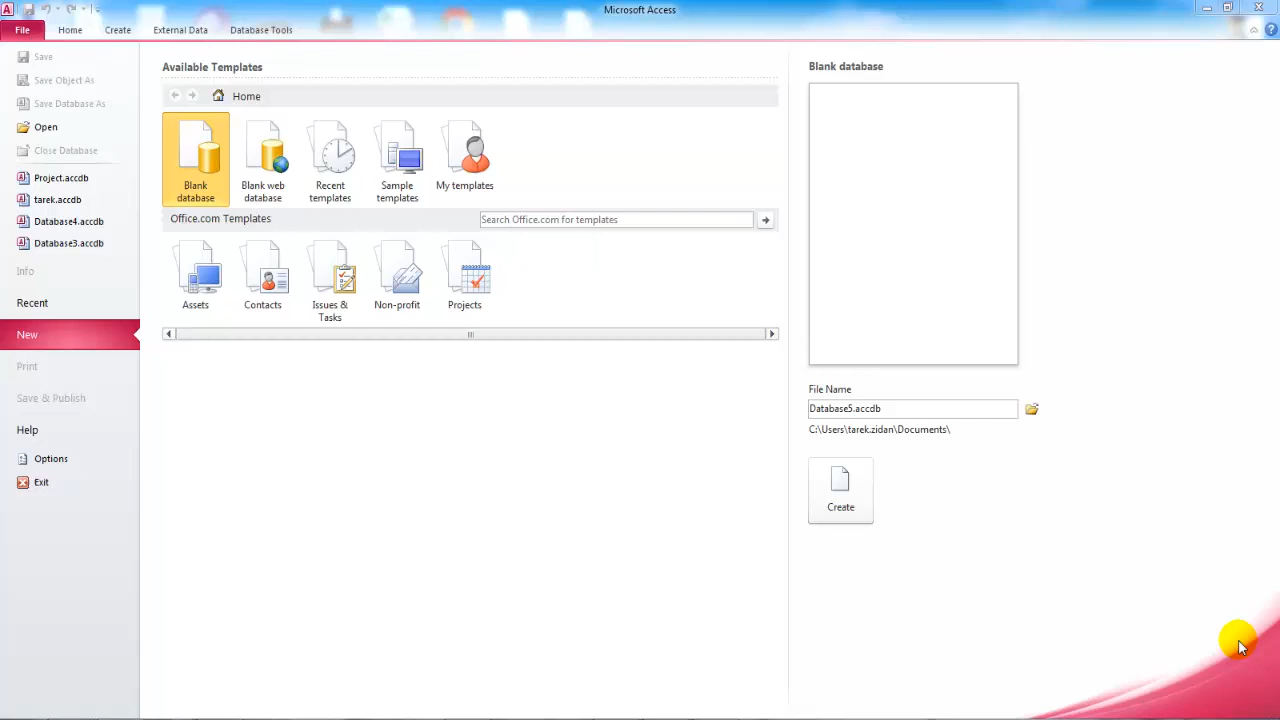 Microsoft Access
File
Home
Create
External Data
Database Tools
Save
Save Object As
Save Database As
Open
Close Database
Project.accdb
tarek.accdb
Database4.accdb
Database3.accdb
Info
Recent
New
Print
Save & Publish
Help
Options
Exit
Available Templates
Home
Blank
database
Blank web
database
Recent
templates
Sample
templates
My templates
Office.com Templates
Search Office.com for templates
Assets
Contacts
Issues &
Tasks
Non-profit
Projects
Blank database
File Name
Database5.accdb
C:\Users\tarek.zidan\Documents\
Create